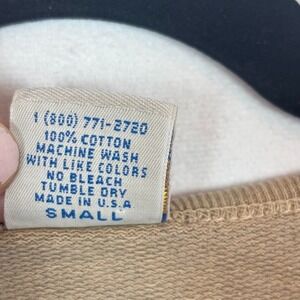 1 (800) 771-2720
100% COTTON
MACHINE WASH
WITH LIKE COLORS
NO BLEACH
TUMBLE DRY
MADE IN U.S.A
SMALL